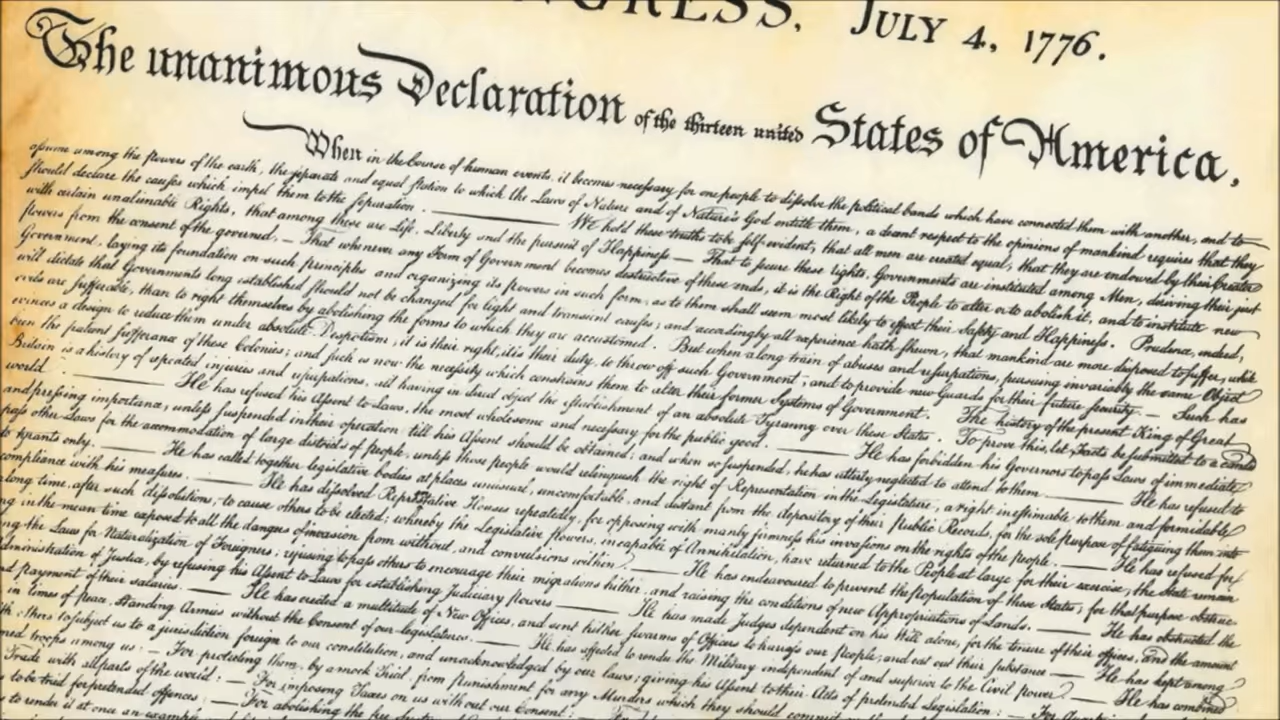 CONGRESS, JULY 4, 1776.
The unanimous Declaration of the thirteen united States of America,
When in the Course of human events, it becomes necessary for one people to dissolve the political bands which have connected them with another, and to
assume among the powers of the earth, the separate and equal station to which the Laws of Nature and of Nature's God entitle them, a decent respect to the opinions of mankind requires that they
should declare the causes which impel them to the separation. ——— We hold these truths to be self-evident, that all men are created equal, that they are endowed by their Creator
with certain unalienable Rights, that among these are Life, Liberty and the pursuit of Happiness — That to secure these rights, Governments are instituted among Men, deriving their just
powers from the consent of the governed, — That whenever any Form of Government becomes destructive of these ends, it is the Right of the People to alter or to abolish it, and to institute new
Government, laying its foundation on such principles and organizing its powers in such form, as to them shall seem most likely to effect their Safety and Happiness. Prudence, indeed,
will dictate that Governments long established should not be changed for light and transient causes; and accordingly all experience hath shewn, that mankind are more disposed to suffer, while
evils are sufferable, than to right themselves by abolishing the forms to which they are accustomed. But when a long train of abuses and usurpations, pursuing invariably the same Object
evinces a design to reduce them under absolute Despotism, it is their right, it is their duty, to throw off such Government, and to provide new Guards for their future security. — Such has
been the patient sufferance of these Colonies; and such is now the necessity which constrains them to alter their former Systems of Government. The history of the present King of Great
Britain is a history of repeated injuries and usurpations, all having in direct object the establishment of an absolute Tyranny over these States. To prove this, let Facts be submitted to a candid
world. ——— He has refused his Assent to Laws, the most wholesome and necessary for the public good. ——— He has forbidden his Governors to pass Laws of immediate
and pressing importance, unless suspended in their operation till his Assent should be obtained; and when so suspended, he has utterly neglected to attend to them. ——— He has refused to
pass other Laws for the accommodation of large districts of people, unless those people would relinquish the right of Representation in the Legislature, a right inestimable to them and formidable
to tyrants only. ——— He has called together legislative bodies at places unusual, uncomfortable, and distant from the depository of their Public Records, for the sole purpose of fatiguing them into
compliance with his measures. ——— He has dissolved Representative Houses repeatedly, for opposing with manly firmness his invasions on the rights of the people. ——— He has refused for
long time, after such dissolutions, to cause others to be elected; whereby the Legislative powers, incapable of Annihilation, have returned to the People at large for their exercise; the State remain
g in the mean time exposed to all the dangers of invasion from without, and convulsions within. ——— He has endeavoured to prevent the population of these States; for that purpose obstruc-
ng the Laws for Naturalization of Foreigners; refusing to pass others to encourage their migrations hither, and raising the conditions of new Appropriations of Lands. ——— He has obstructed the
dministration of Justice, by refusing his Assent to Laws for establishing Judiciary powers ——— He has made Judges dependent on his Will alone, for the tenure of their offices, and the amount
d payment of their salaries. ——— He has erected a multitude of New Offices, and sent hither swarms of Officers to harrass our people, and eat out their substance. ——— He has kept among
in times of peace, Standing Armies without the Consent of our legislatures. ——— He has affected to render the Military independent of and superior to the Civil power. ——— He has combined
th others to subject us to a jurisdiction foreign to our constitution, and unacknowledged by our laws; giving his Assent to their Acts of pretended Legislation: — For
med troops among us: — For protecting them, by a mock Trial, from punishment for any Murders which they should commit
Trade with all parts of the world: — For imposing Taxes on us without our Consent:
s to be tried for pretended offences — For abolishing the free
s to render it at once an example